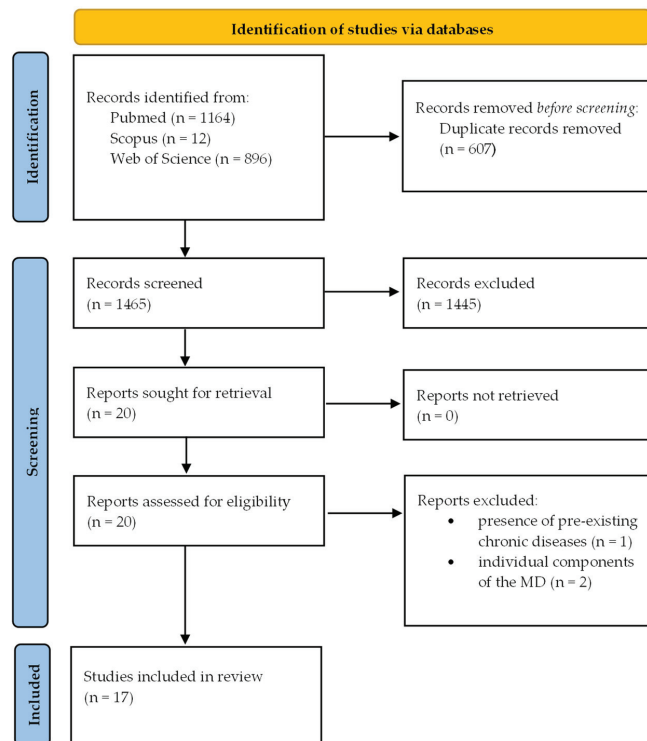 Identification of studies via databases
Identification
Records identified from:
Pubmed (n = 1164)
Scopus (n = 12)
Web of Science (n = 896)
Records removed before screening:
Duplicate records removed
(n = 607)
Screening
Records screened
(n = 1465)
Records excluded
(n = 1445)
Reports sought for retrieval
(n = 20)
Reports not retrieved
(n = 0)
Reports assessed for eligibility
(n = 20)
Reports excluded:
• presence of pre-existing
chronic diseases (n = 1)
• individual components
of the MD (n = 2)
Included
Studies included in review
(n = 17)